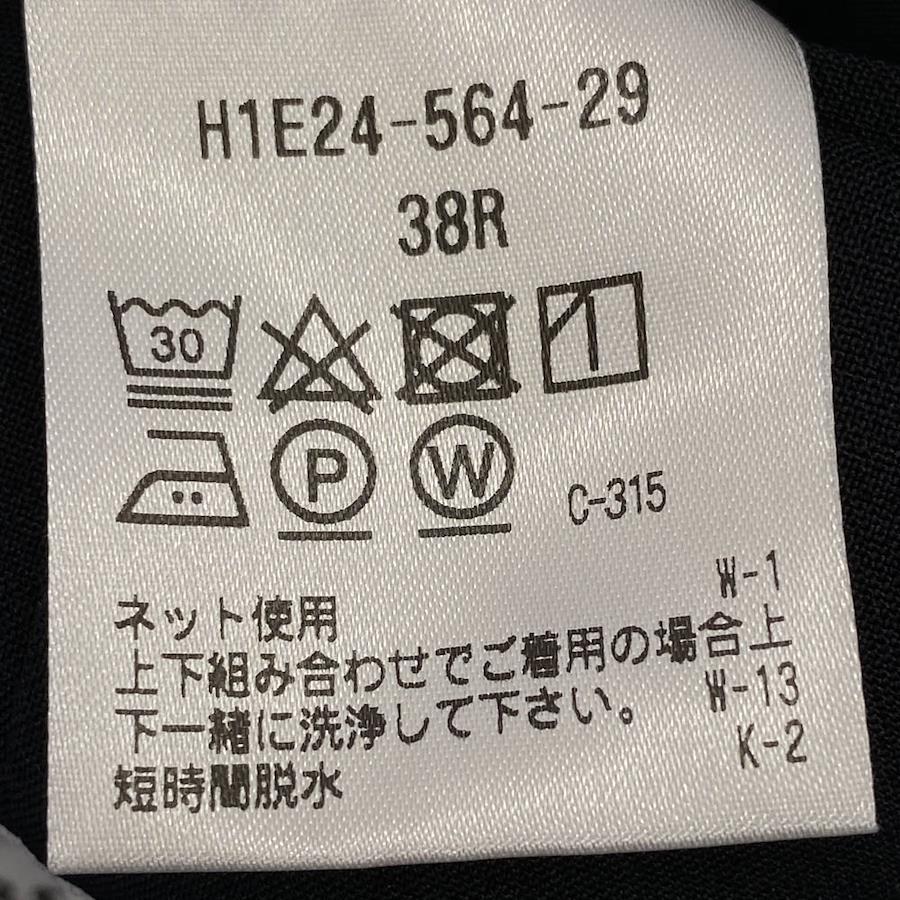 H1E24-564-29
38R
30
P W C-315
W-1
ネット使用
上下組み合わせでご着用の場合上
W-13
下一緒に洗浄して下さい。
K-2
短時間脱水